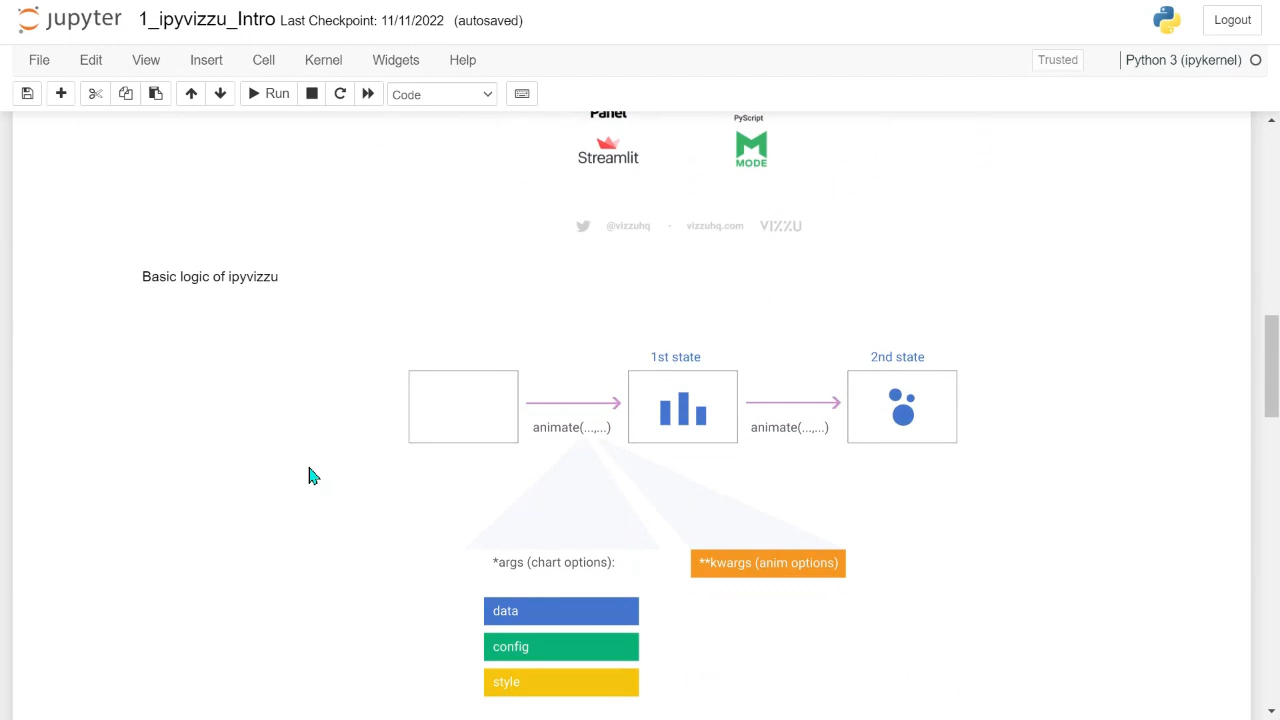 jupyter 1_ipyvizzu_Intro Last Checkpoint: 11/11/2022 (autosaved) Logout
File Edit View Insert Cell Kernel Widgets Help Trusted Python 3 (ipykernel)
Run Code
Panel PyScript
Streamlit MODE
@vizzuhq - vizzuhq.com VIZZU
Basic logic of ipyvizzu
1st state 2nd state
animate(...,...) animate(...,...)
*args (chart options): **kwargs (anim options)
data
config
style